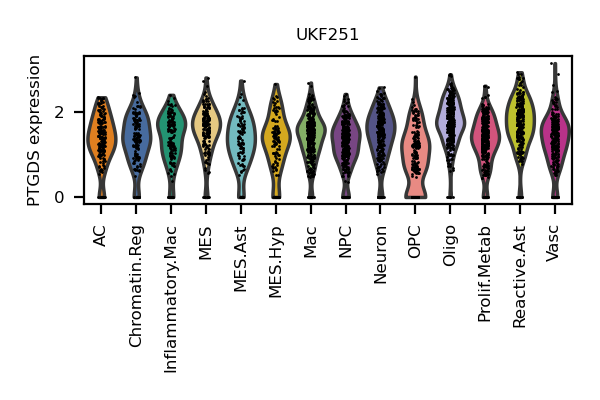 UKF251
PTGDS expression
2
0
AC
Chromatin.Reg
Inflammatory.Mac
MES
MES.Ast
MES.Hyp
Mac
NPC
Neuron
OPC
Oligo
Prolif.Metab
Reactive.Ast
Vasc